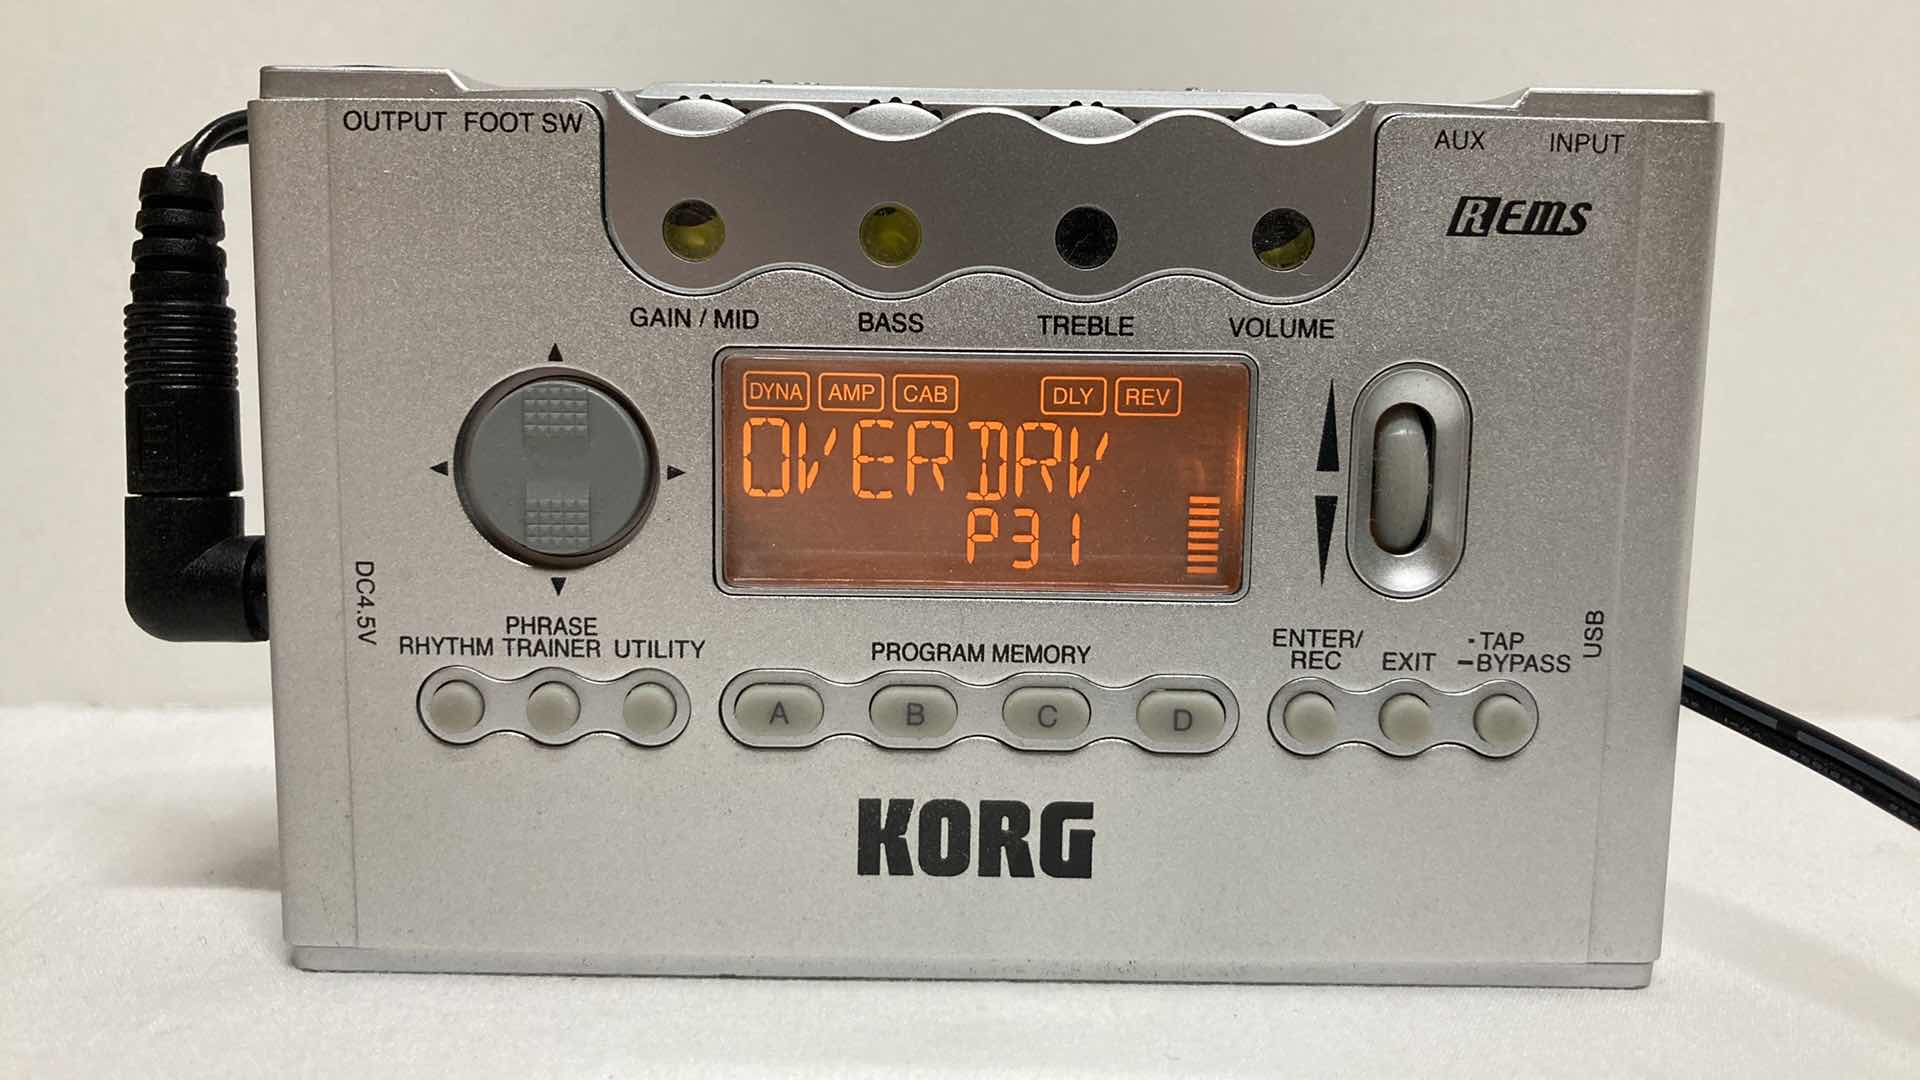 OUTPUT FOOT SW
AUX INPUT
REMS
GAIN / MID BASS TREBLE VOLUME
DYNA AMP CAB DLY REV
OVERDRV
P31
DC4.5V
USB
RHYTHM PHRASE TRAINER UTILITY
PROGRAM MEMORY
ENTER/REC EXIT -TAP
–BYPASS
A B C D
KORG